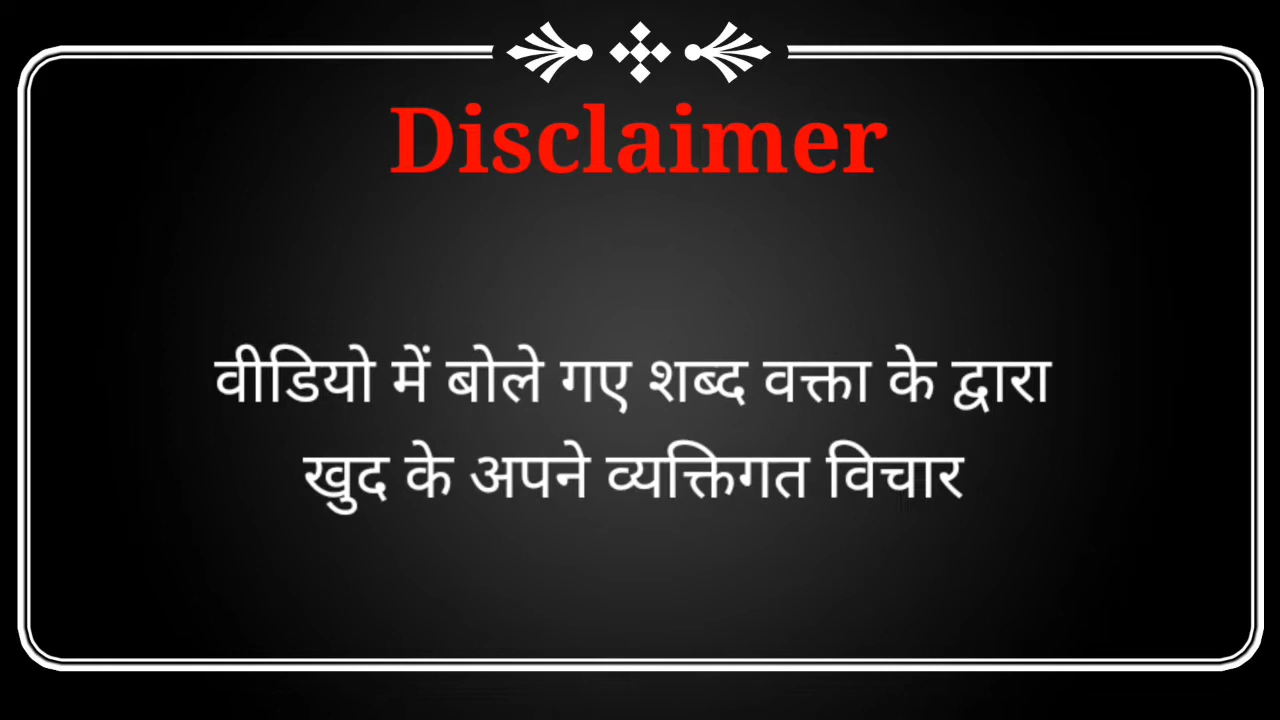 Disclaimer
वीडियो में बोले गए शब्द वक्ता के द्वारा
खुद के अपने व्यक्तिगत विचार